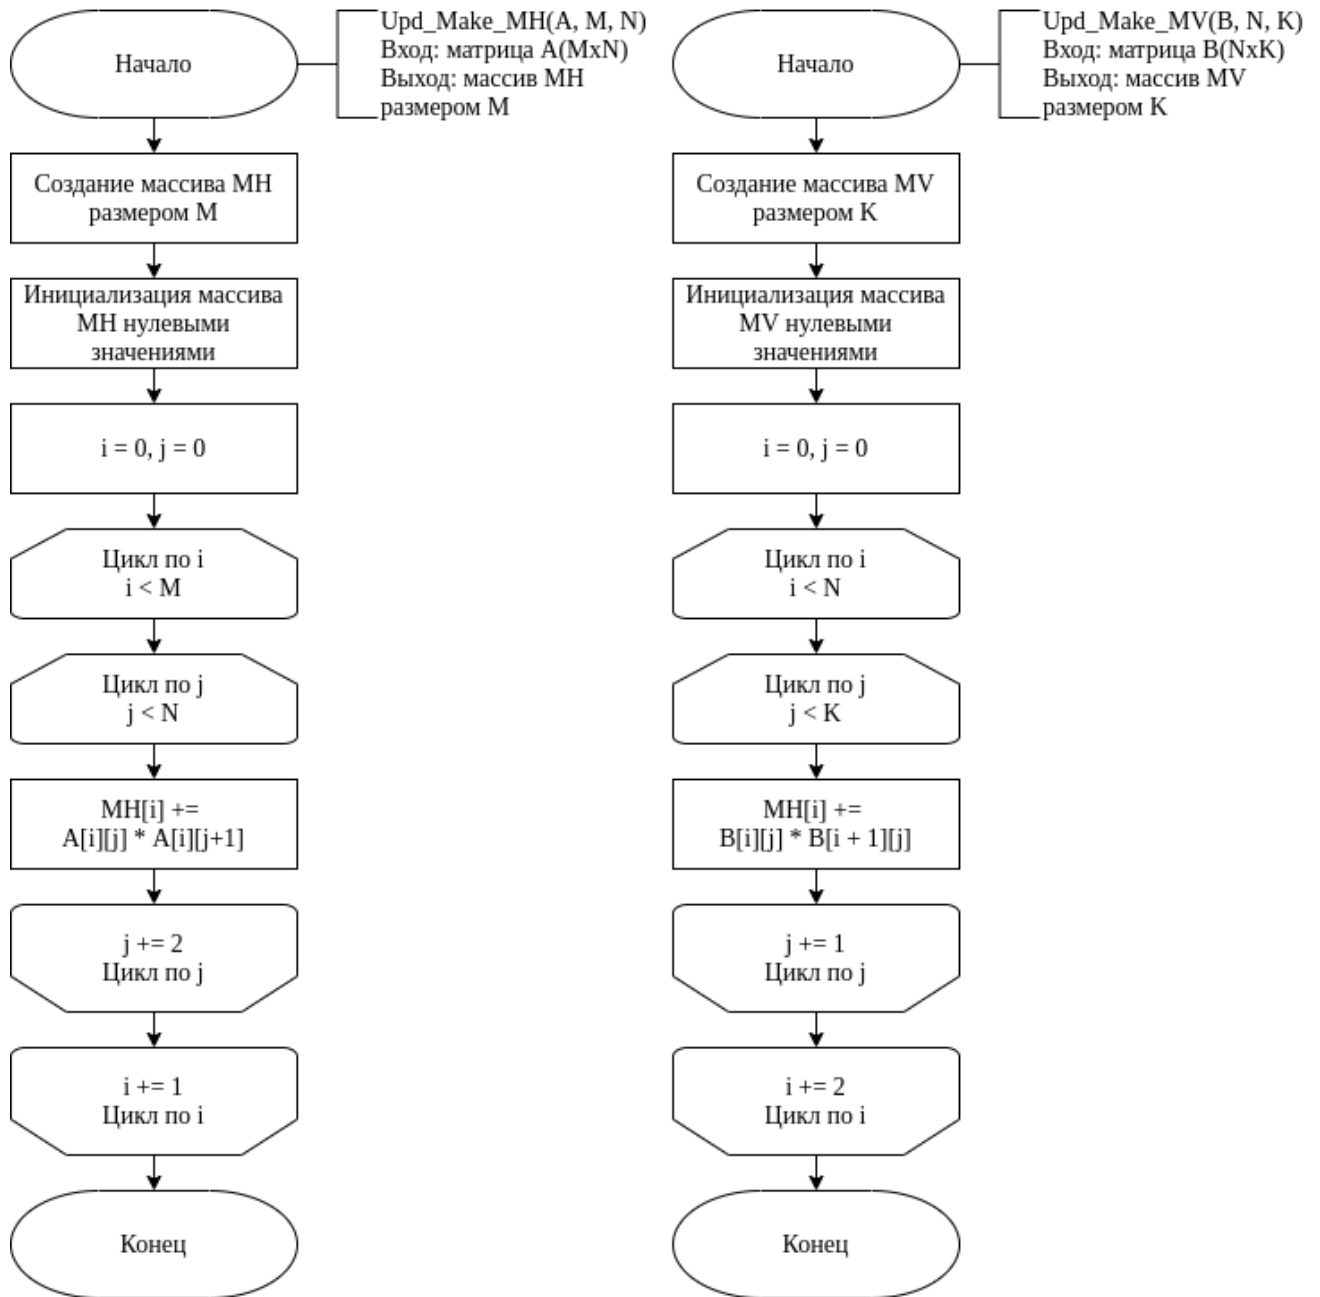 Начало
Upd_Make_MH(A, M, N)
Вход: матрица A(MxN)
Выход: массив MH
размером M
Создание массива MH
размером M
Инициализация массива
MH нулевыми
значениями
i = 0, j = 0
Цикл по i
i < M
Цикл по j
j < N
MH[i] +=
A[i][j] * A[i][j+1]
j += 2
Цикл по j
i += 1
Цикл по i
Конец
Начало
Upd_Make_MV(B, N, K)
Вход: матрица B(NxK)
Выход: массив MV
размером K
Создание массива MV
размером K
Инициализация массива
MV нулевыми
значениями
i = 0, j = 0
Цикл по i
i < N
Цикл по j
j < K
MH[i] +=
B[i][j] * B[i + 1][j]
j += 1
Цикл по j
i += 2
Цикл по i
Конец